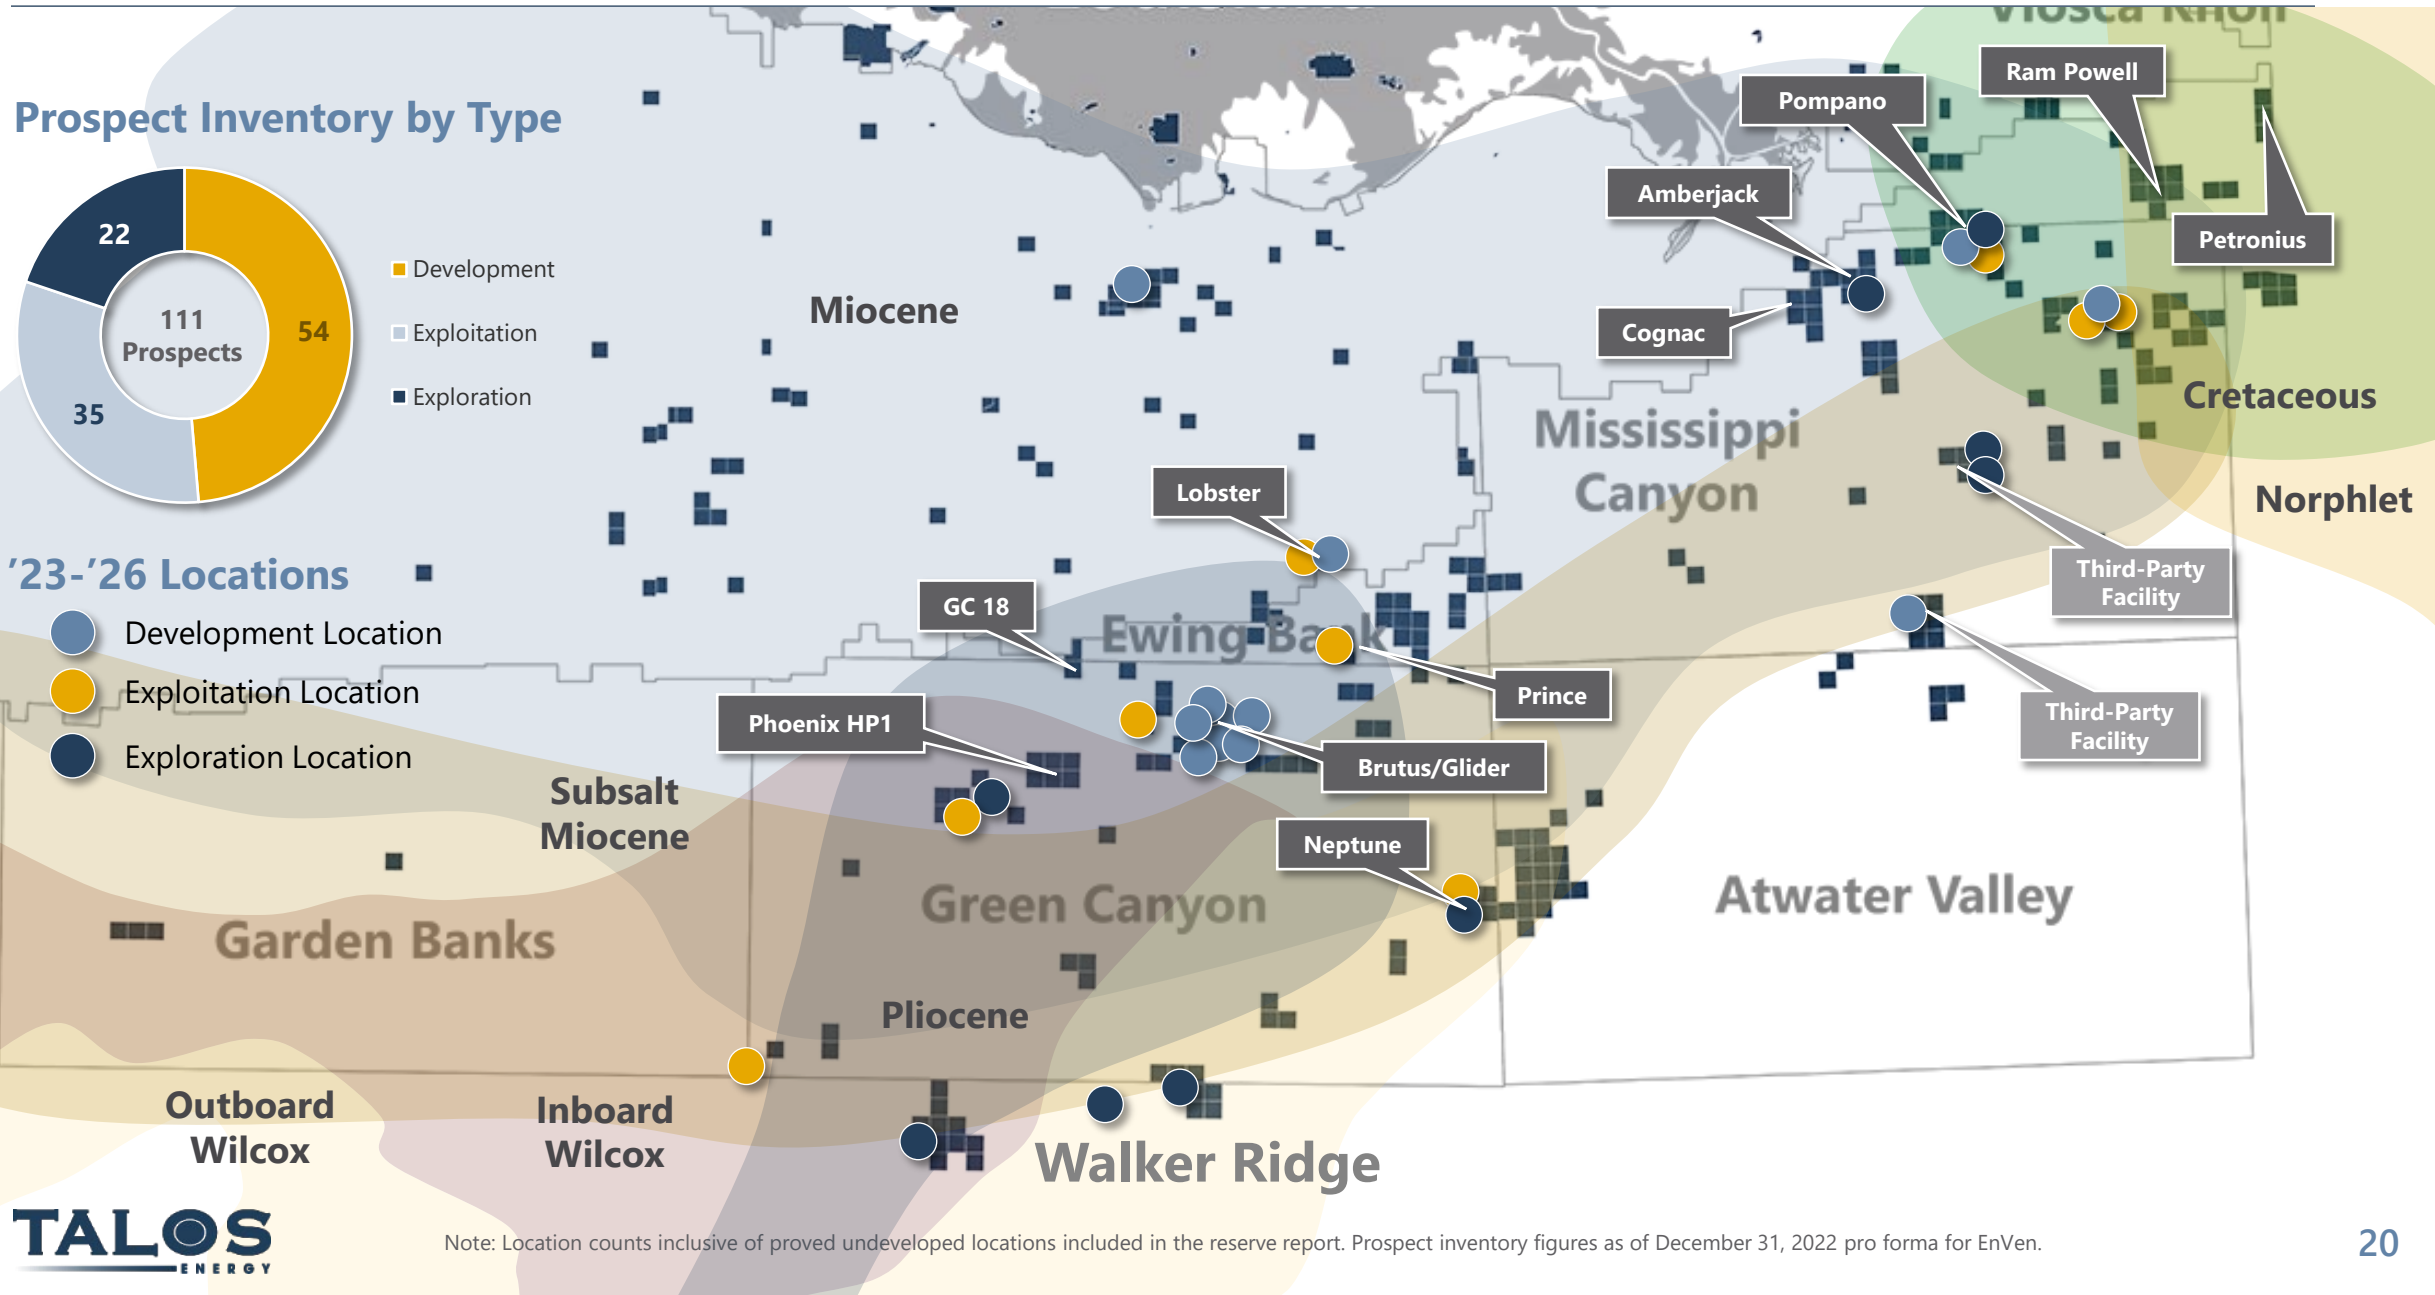 Viosca Knoll
Ram Powell
Pompano
Prospect Inventory by Type
Amberjack
22
Petronius
Development
Miocene
111
Prospects
54
Exploitation
Cognac
Exploration
Cretaceous
35
Mississippi
Canyon
Lobster
Norphlet
'23-'26 Locations
Third-Party
Facility
GC 18
Development Location
Ewing Bank
Exploitation Location
Prince
Phoenix HP1
Third-Party
Facility
Exploration Location
Brutus/Glider
Subsalt
Miocene
Neptune
Green Canyon
Atwater Valley
Garden Banks
Pliocene
Outboard
Wilcox
Inboard
Wilcox
Walker Ridge
TALOS
ENERGY
Note: Location counts inclusive of proved undeveloped locations included in the reserve report. Prospect inventory figures as of December 31, 2022 pro forma for EnVen.
20